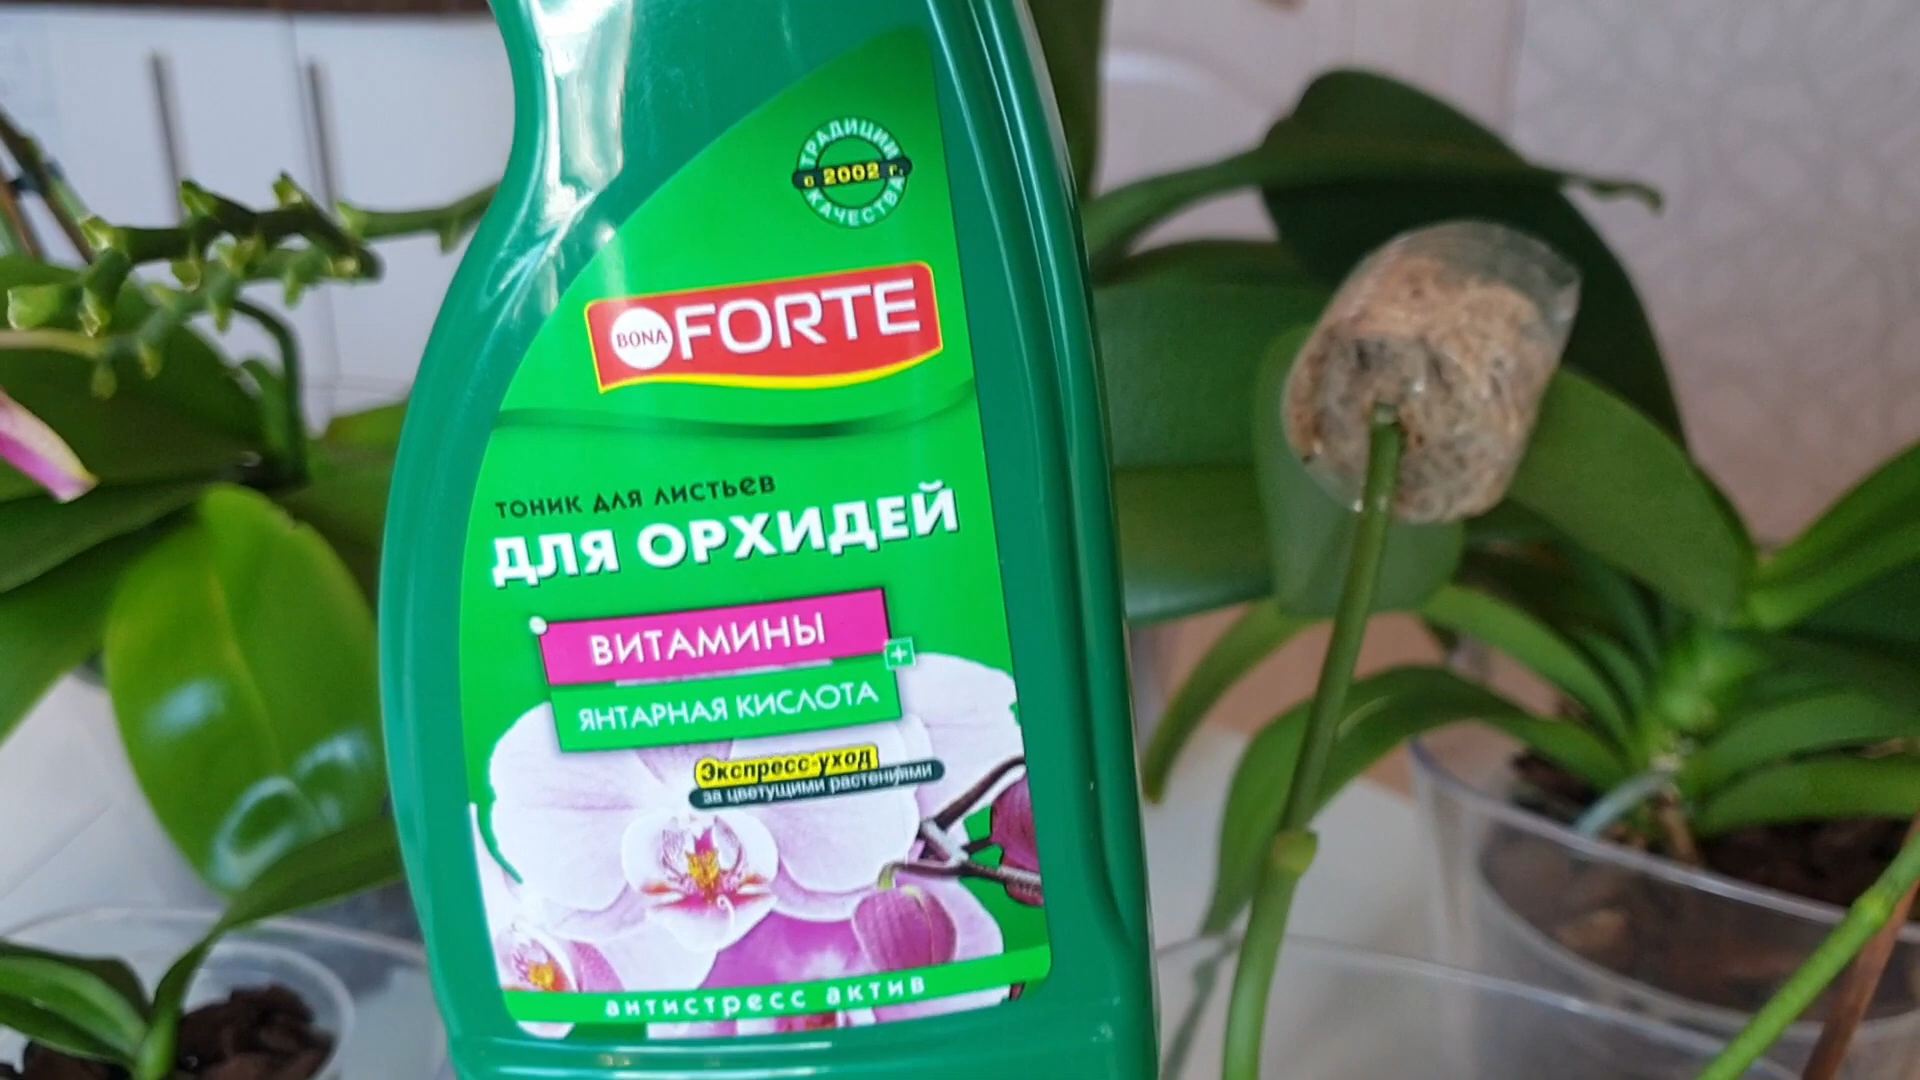 ТРАДИЦИИ
с 2002 г.
КАЧЕСТВА
BONA FORTE
ТОНИК ДЛЯ ЛИСТЬЕВ
ДЛЯ ОРХИДЕЙ
ВИТАМИНЫ
+
ЯНТАРНАЯ КИСЛОТА
Экспресс-уход
за цветущими растениями
антистресс актив